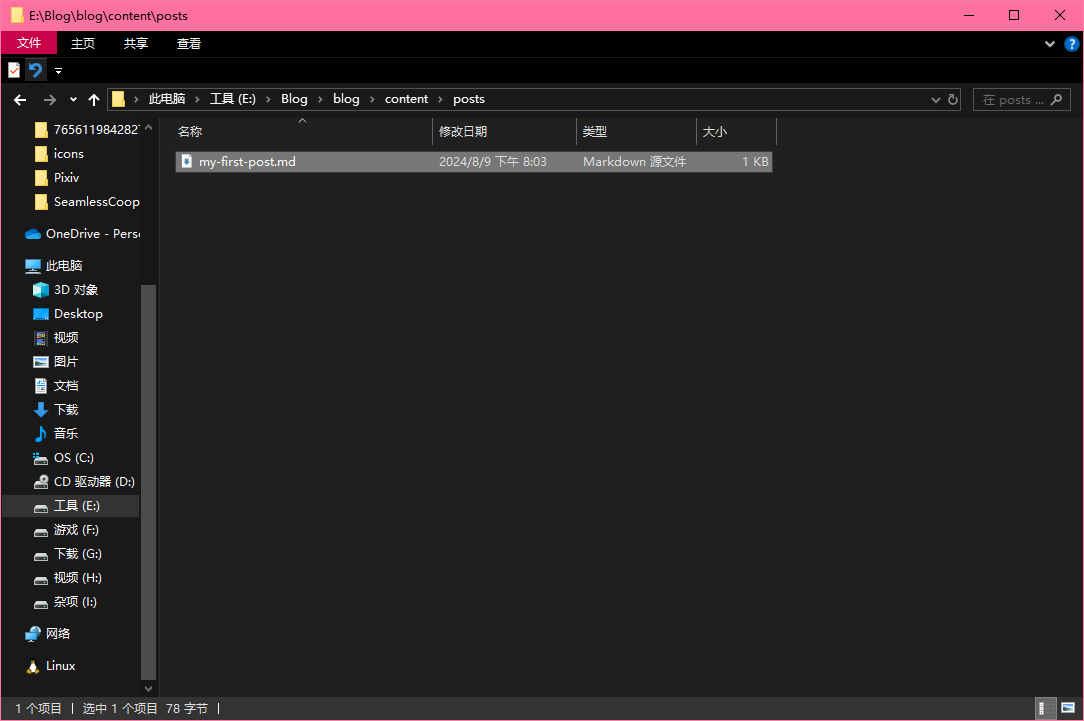 E:\Blog\blog\content\posts
文件 主页 共享 查看
此电脑 工具 (E:) Blog blog content posts 在 posts ...
名称 修改日期 类型 大小
my-first-post.md 2024/8/9 下午 8:03 Markdown 源文件 1 KB
765611984282
icons
Pixiv
SeamlessCoop
OneDrive - Pers
此电脑
3D 对象
Desktop
视频
图片
文档
下载
音乐
OS (C:)
CD 驱动器 (D:)
工具 (E:)
游戏 (F:)
下载 (G:)
视频 (H:)
杂项 (I:)
网络
Linux
1 个项目 选中 1 个项目 78 字节